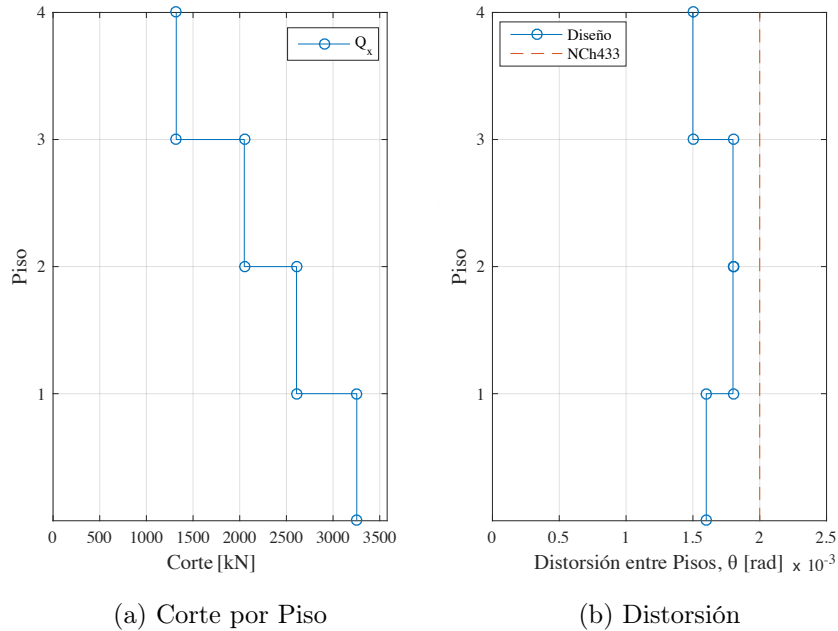 4
3
2
1
Piso
0 500 1000 1500 2000 2500 3000 3500
Corte [kN]
Q_x
(a) Corte por Piso
4
3
2
1
Piso
0 0.5 1 1.5 2 2.5
Distorsión entre Pisos, θ [rad] × 10⁻³
Diseño
NCh433
(b) Distorsión